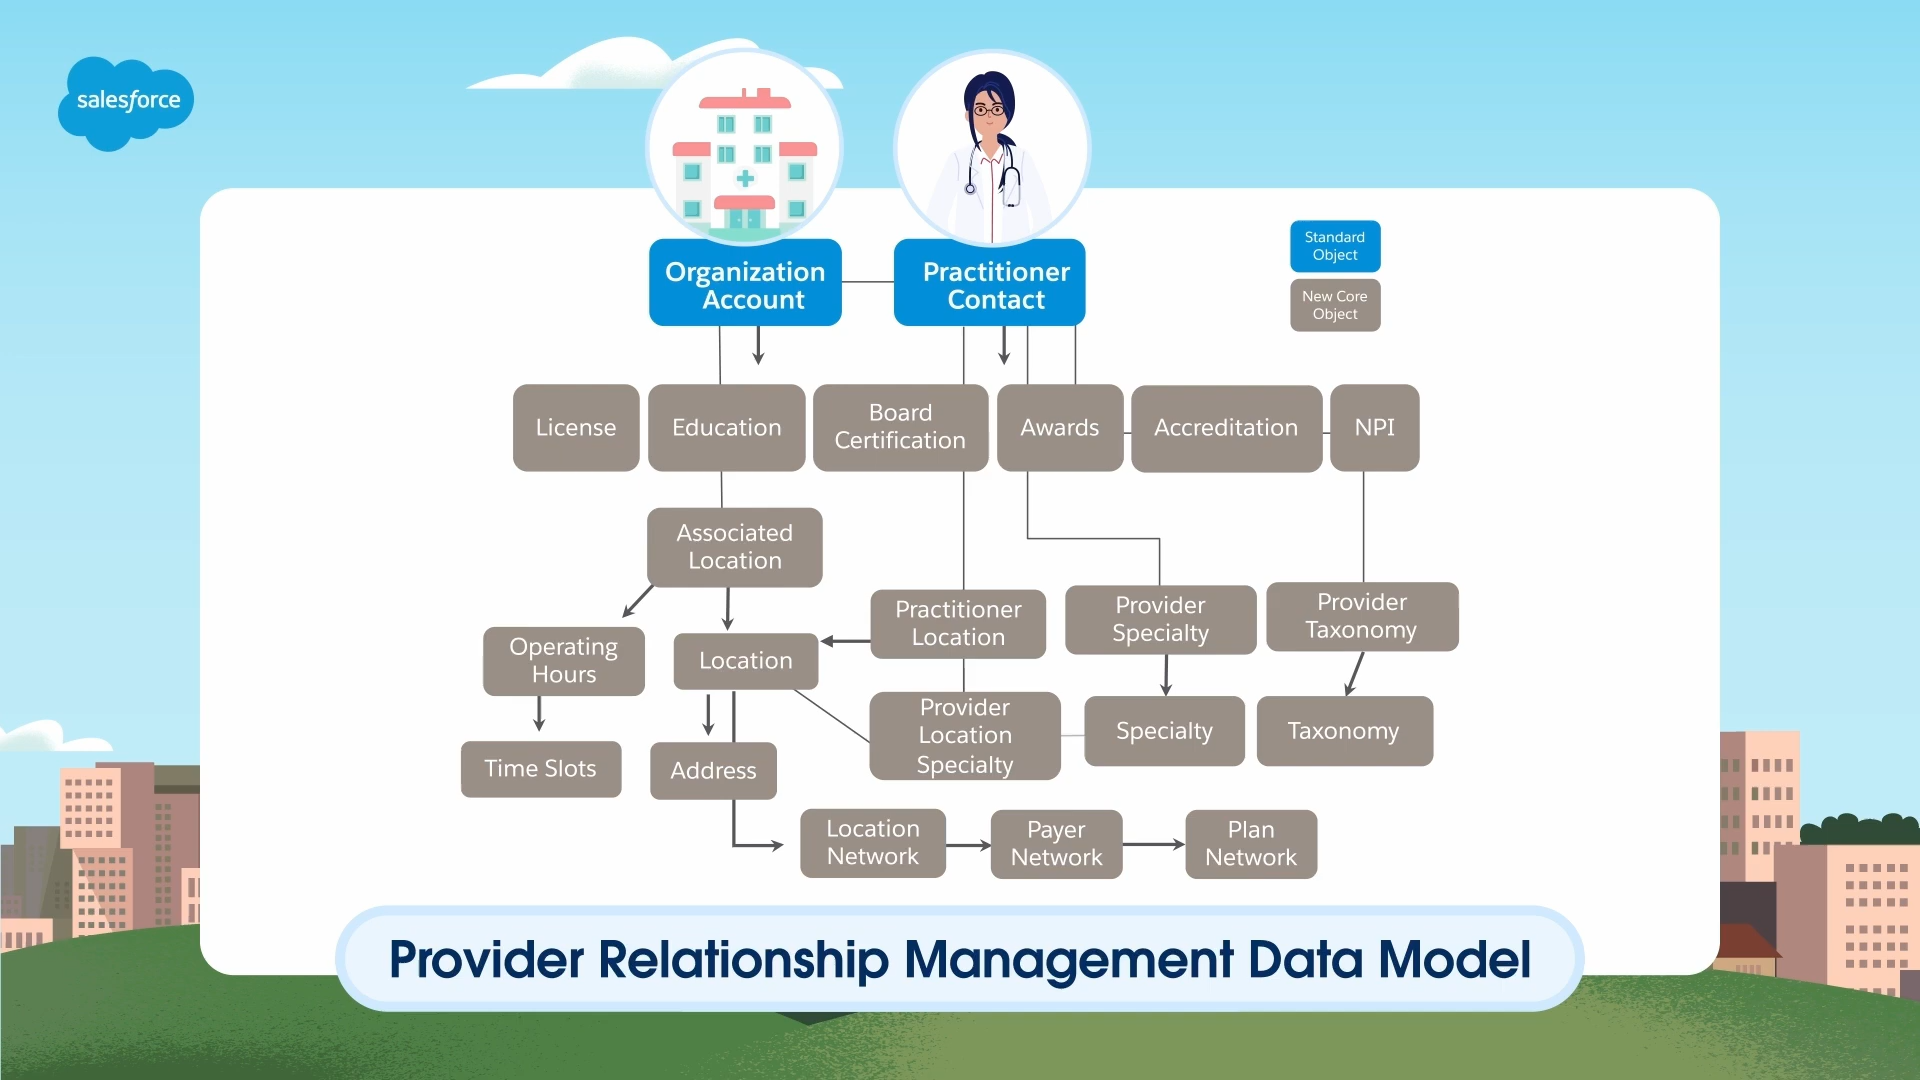 salesforce
Organization
Account
Practitioner
Contact
Standard
Object
New Core
Object
License
Education
Board
Certification
Awards
Accreditation
NPI
Associated
Location
Operating
Hours
Location
Practitioner
Location
Provider
Specialty
Provider
Taxonomy
Time Slots
Address
Provider
Location
Specialty
Specialty
Taxonomy
Location
Network
Payer
Network
Plan
Network
Provider Relationship Management Data Model